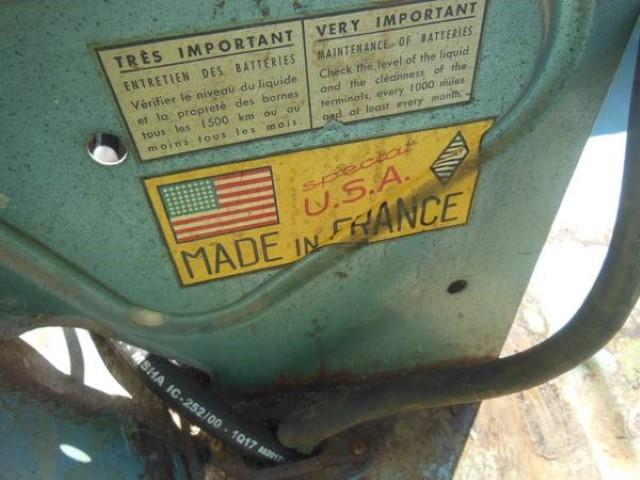 TRÈS IMPORTANT
ENTRETIEN DES BATTERIES
Vérifier le niveau du liquide
et la propreté des bornes
tous les 1500 km ou au
moins tous les mois.
VERY IMPORTANT
MAINTENANCE OF BATTERIES
Check the level of the liquid
and the cleanness of the
terminals, every 1000 miles
and at least every month.
special
U.S.A.
MADE IN FRANCE
MSHA IC-252/00 - 1Q17